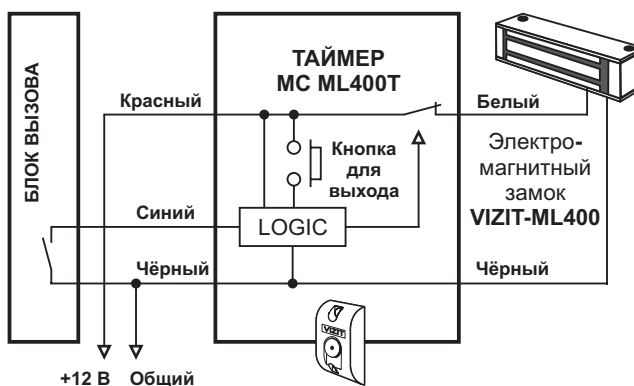 БЛОК ВЫЗОВА
ТАЙМЕР
МС ML400T
Красный
Белый
Кнопка
для
выхода
Электро-
магнитный
замок
VIZIT-ML400
Синий
LOGIC
Чёрный
Чёрный
VIZIT
+12 В
Общий